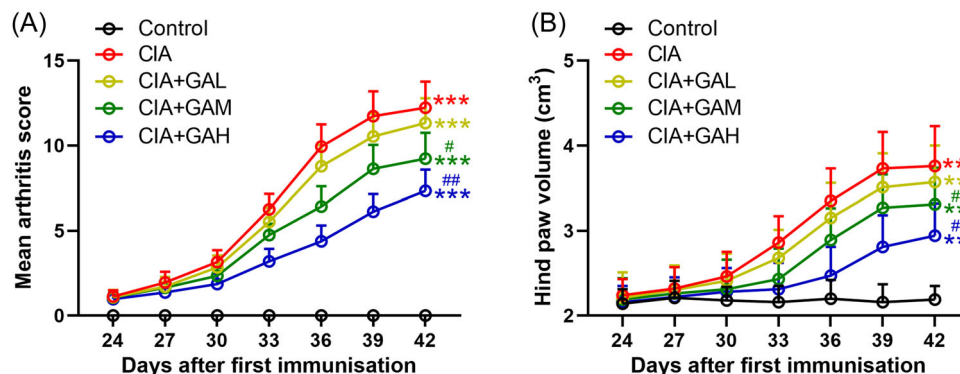 (A)
Control
CIA
CIA+GAL
CIA+GAM
CIA+GAH
Mean arthritis score
15
10
5
0
***
***
#
***
##
***
24 27 30 33 36 39 42
Days after first immunisation
(B)
Control
CIA
CIA+GAL
CIA+GAM
CIA+GAH
Hind paw volume (cm³)
5
4
3
2
**
**
#
**
#
**
24 27 30 33 36 39 42
Days after first immunisation